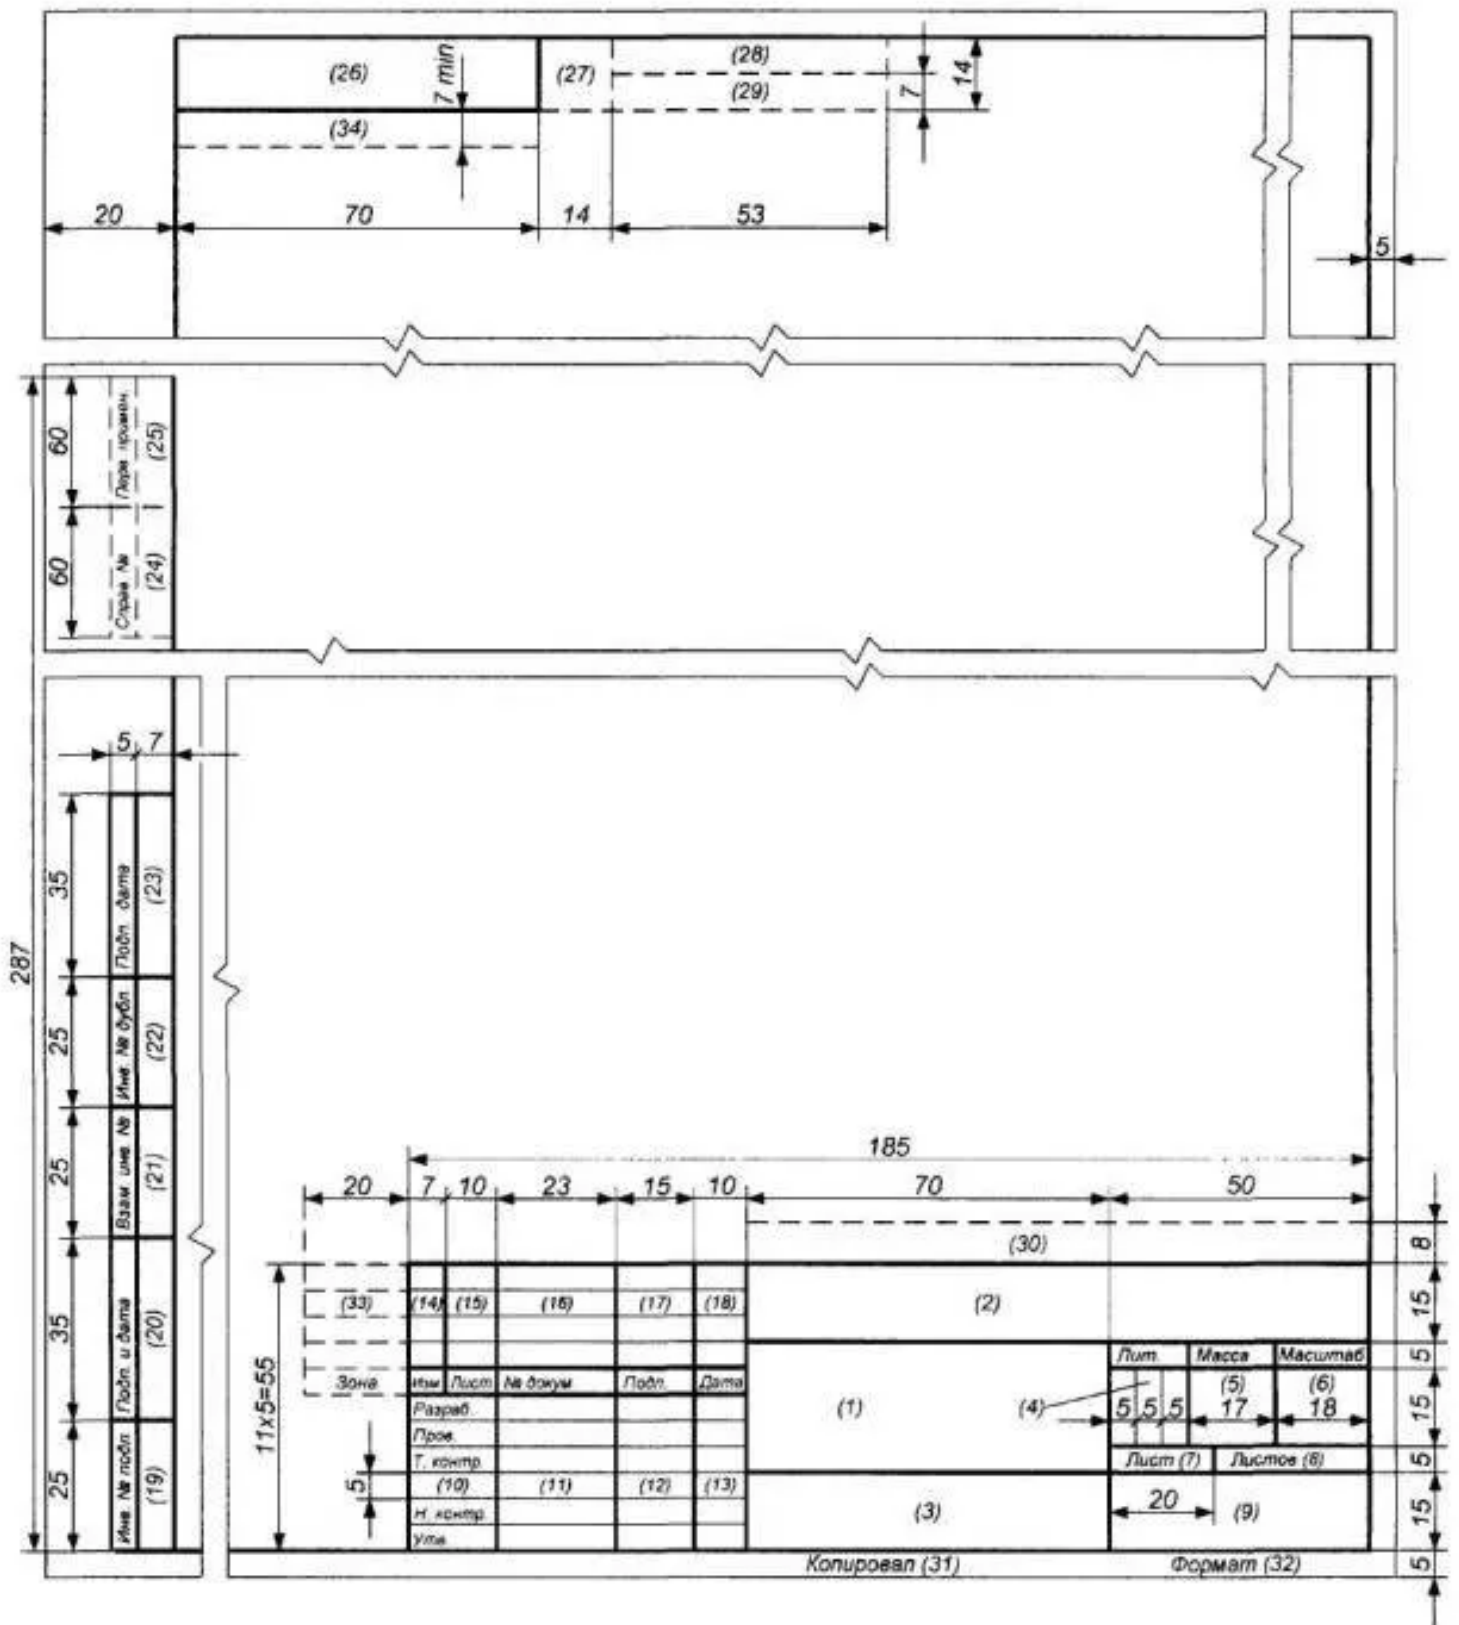 (26)
7 min
(27)
(28)
(29)
7
14
(34)
20
70
14
53
5
287
60
Перв. примен.
(25)
60
Справ. №
(24)
5
7
35
Подп. дата
(23)
25
Инв. № дубл.
(22)
25
Взам. инв. №
(21)
35
Подп. и дата
(20)
25
Инв. № подл
(19)
185
20
7
10
23
15
10
70
50
(30)
8
11x5=55
(33)
(14)
(15)
(16)
(17)
(18)
(2)
15
Зона
Изм
Лист
№ докум
Подп.
Дата
Лит.
Масса
Масштаб
5
Разраб.
Пров.
Т. контр.
(10)
(11)
(12)
(13)
Н. контр.
Утв
5
(1)
(4)
5
5
5
(5)
17
(6)
18
15
Лист (7)
Листов (8)
5
(3)
20
(9)
15
Копировал (31)
Формат (32)
5